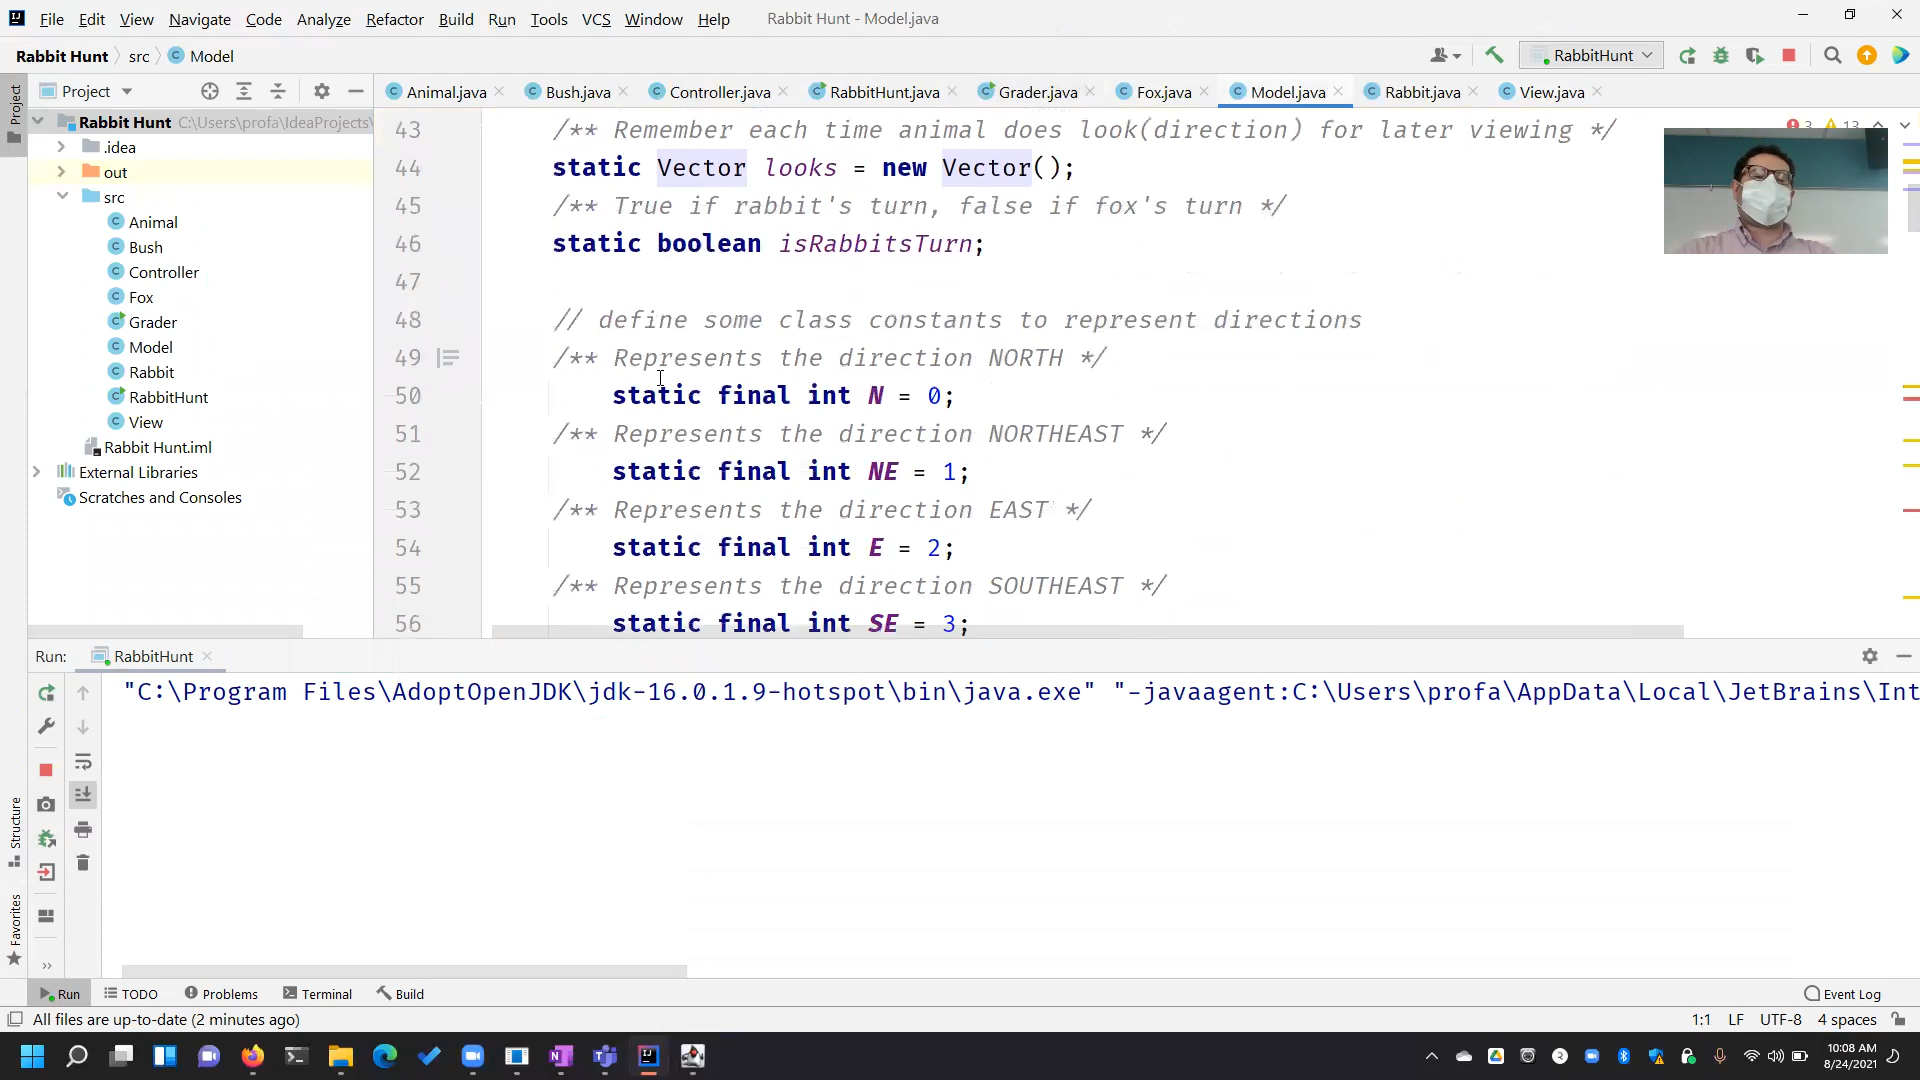 File Edit View Navigate Code Analyze Refactor Build Run Tools VCS Window Help Rabbit Hunt - Model.java
Rabbit Hunt src Model RabbitHunt
Project Animal.java Bush.java Controller.java RabbitHunt.java Grader.java Fox.java Model.java Rabbit.java View.java
Project
Rabbit Hunt C:\Users\profa\IdeaProjects\
.idea
out
src
Animal
Bush
Controller
Fox
Grader
Model
Rabbit
RabbitHunt
View
Rabbit Hunt.iml
External Libraries
Scratches and Consoles
3 13
43 /** Remember each time animal does look(direction) for later viewing */
44 static Vector looks = new Vector();
45 /** True if rabbit's turn, false if fox's turn */
46 static boolean isRabbitsTurn;
47
48 // define some class constants to represent directions
49 /** Represents the direction NORTH */
50 static final int N = 0;
51 /** Represents the direction NORTHEAST */
52 static final int NE = 1;
53 /** Represents the direction EAST */
54 static final int E = 2;
55 /** Represents the direction SOUTHEAST */
56 static final int SE = 3;
Run: RabbitHunt
"C:\Program Files\AdoptOpenJDK\jdk-16.0.1.9-hotspot\bin\java.exe" "-javaagent:C:\Users\profa\AppData\Local\JetBrains\Int
Structure
Favorites
Run TODO Problems Terminal Build Event Log
All files are up-to-date (2 minutes ago) 1:1 LF UTF-8 4 spaces
10:08 AM
8/24/2021